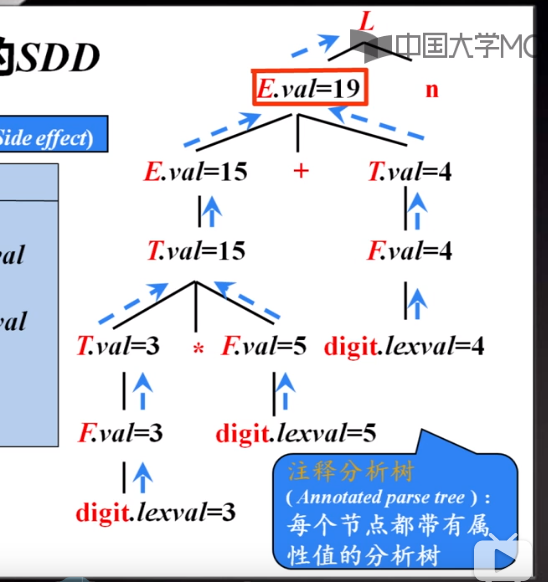 的SDD
L
中国大学MO
E.val=19 n
Side effect)
E.val=15 + T.val=4
T.val=15 F.val=4
val
val
T.val=3 * F.val=5 digit.lexval=4
F.val=3 digit.lexval=5
digit.lexval=3
注释分析树
( Annotated parse tree ) :
每个节点都带有属
性值的分析树